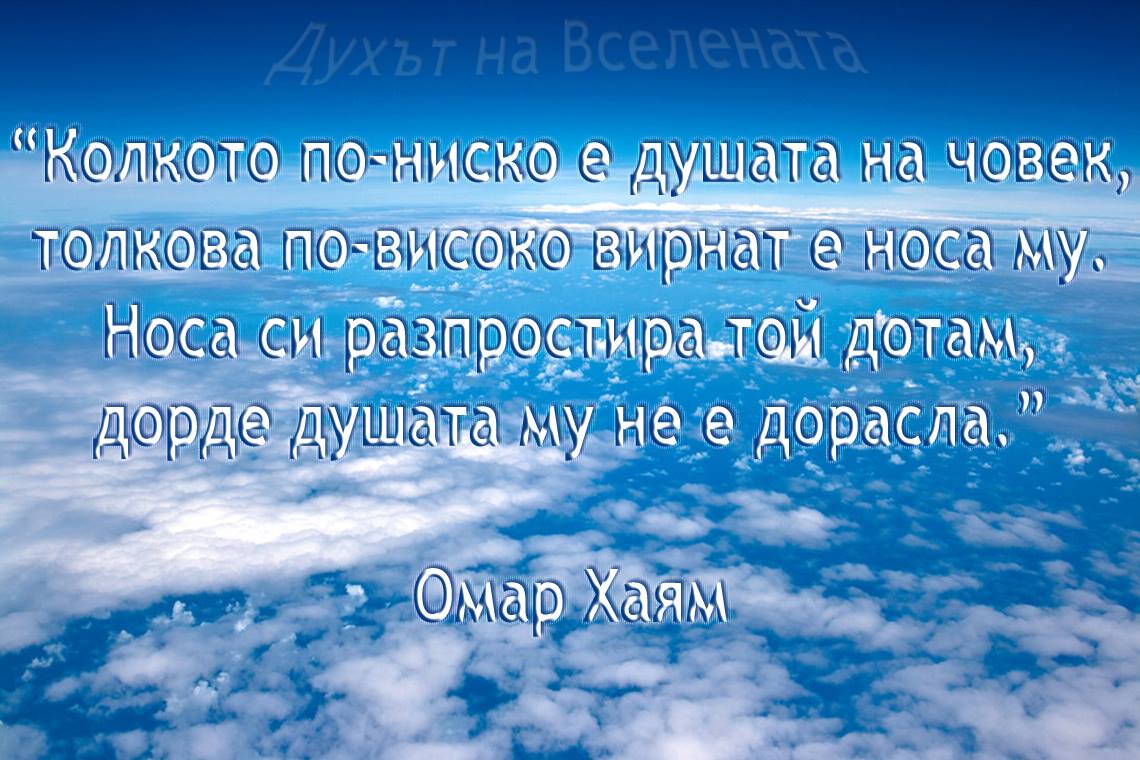 Духът на Вселената
“Колкото по-ниско е душата на човек,
толкова по-високо вирнат е носа му.
Носа си разпростира той дотам,
дорде душата му не е дорасла.”
Омар Хаям